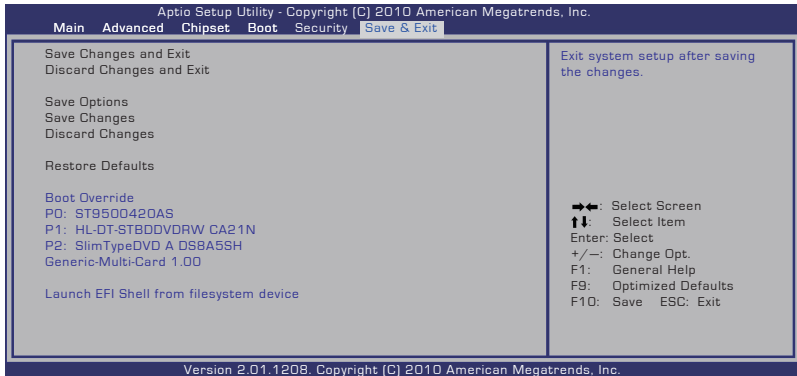 Aptio Setup Utility - Copyright (C) 2010 American Megatrends, Inc.
Main Advanced Chipset Boot Security Save & Exit
Save Changes and Exit
Discard Changes and Exit
Save Options
Save Changes
Discard Changes
Restore Defaults
Boot Override
P0: ST9500420AS
P1: HL-DT-STBDDVDRW CA21N
P2: SlimTypeDVD A DS8A5SH
Generic-Multi-Card 1.00
Launch EFI Shell from filesystem device
Exit system setup after saving
the changes.
→←: Select Screen
↑↓: Select Item
Enter: Select
+/—: Change Opt.
F1: General Help
F9: Optimized Defaults
F10: Save ESC: Exit
Version 2.01.1208. Copyright (C) 2010 American Megatrends, Inc.